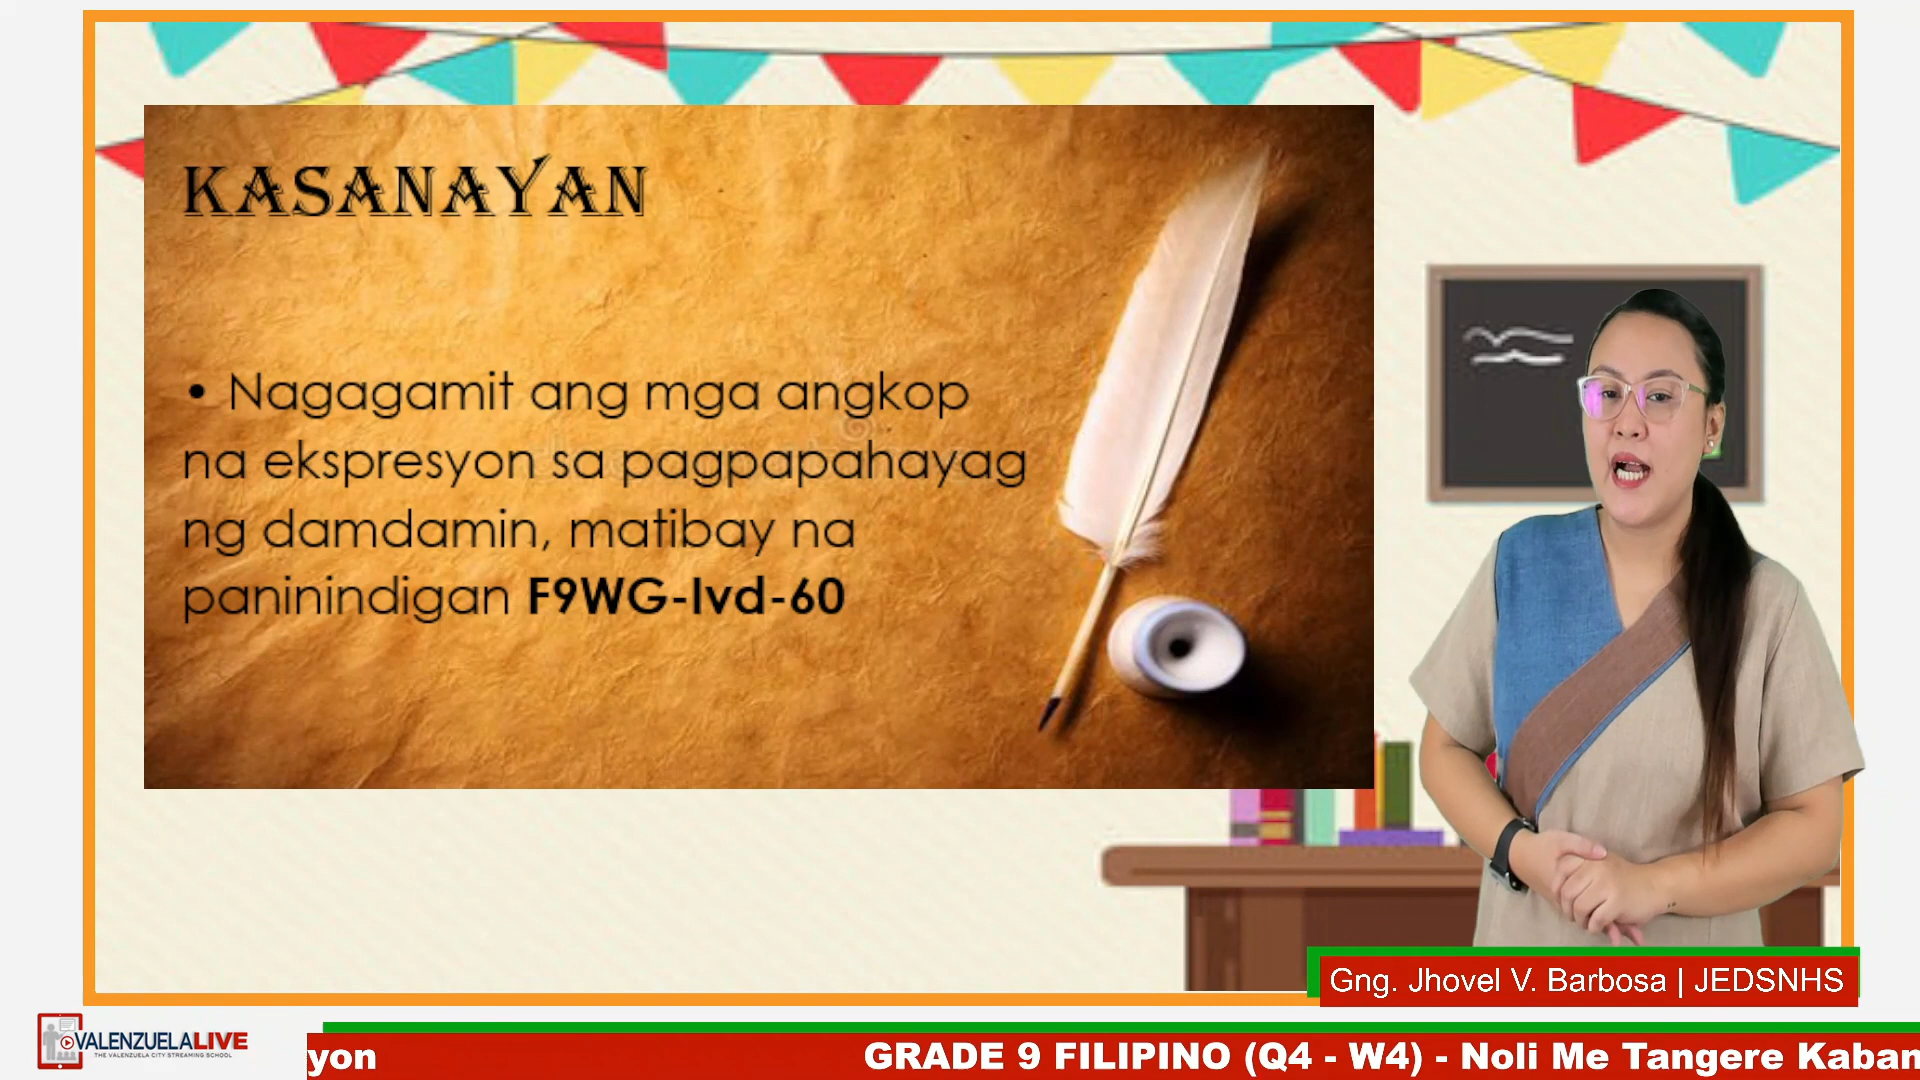 KASANAYAN
• Nagagamit ang mga angkop
na ekspresyon sa pagpapahayag
ng damdamin, matibay na
paninindigan F9WG-Ivd-60
Gng. Jhovel V. Barbosa | JEDSNHS
VALENZUELALIVE
THE VALENZUELA CITY STREAMING SCHOOL
yon GRADE 9 FILIPINO (Q4 - W4) - Noli Me Tangere Kaban